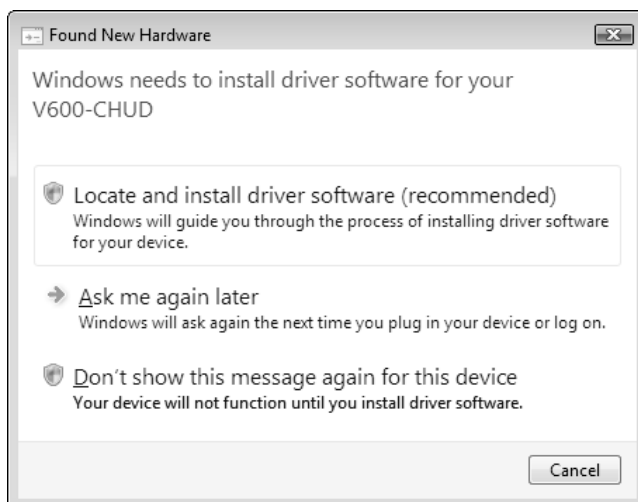 Found New Hardware
Windows needs to install driver software for your
V600-CHUD
Locate and install driver software (recommended)
Windows will guide you through the process of installing driver software
for your device.
Ask me again later
Windows will ask again the next time you plug in your device or log on.
Don't show this message again for this device
Your device will not function until you install driver software.
Cancel